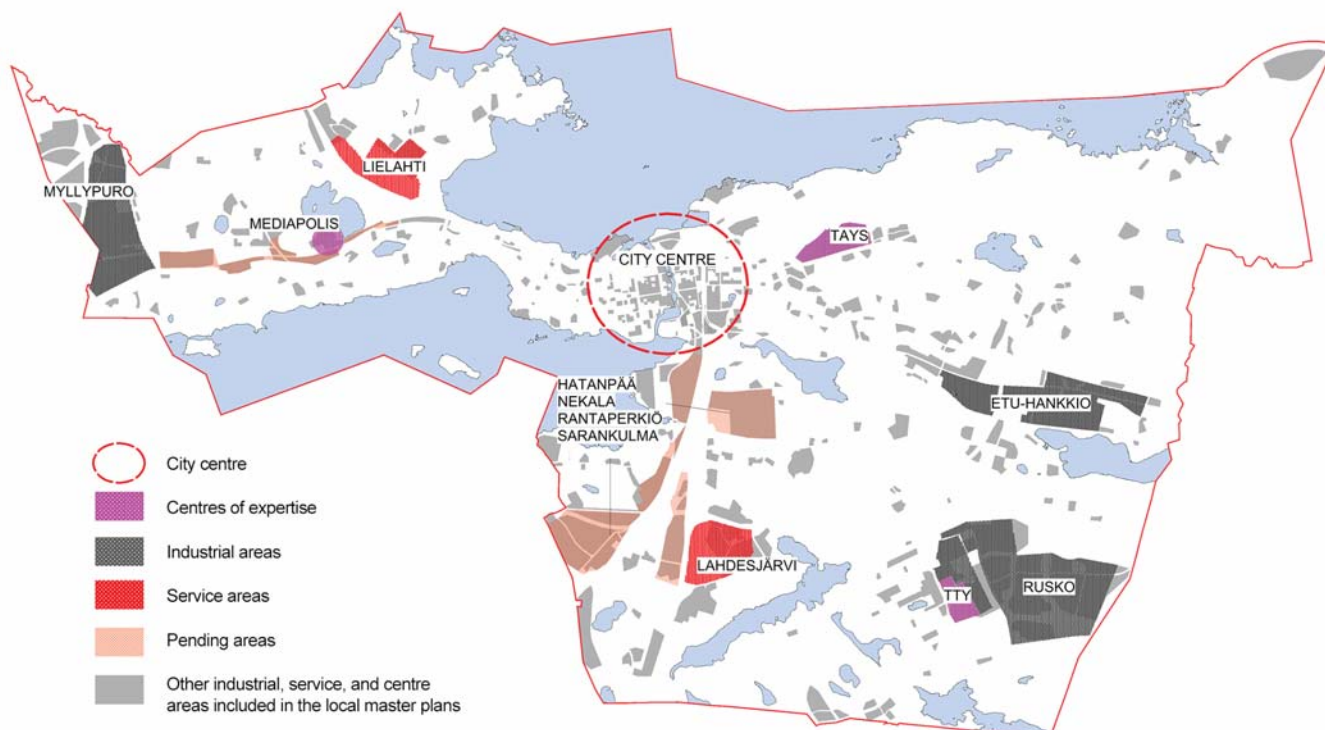 LIELAHTI
MYLLYPURO
MEDIAPOLIS
TAYS
CITY CENTRE
HATANPÄÄ
NEKALA
RANTAPERKIÖ
SARANKULMA
ETU-HANKKIO
LAHDESJÄRVI
TTY
RUSKO
City centre
Centres of expertise
Industrial areas
Service areas
Pending areas
Other industrial, service, and centre
areas included in the local master plans